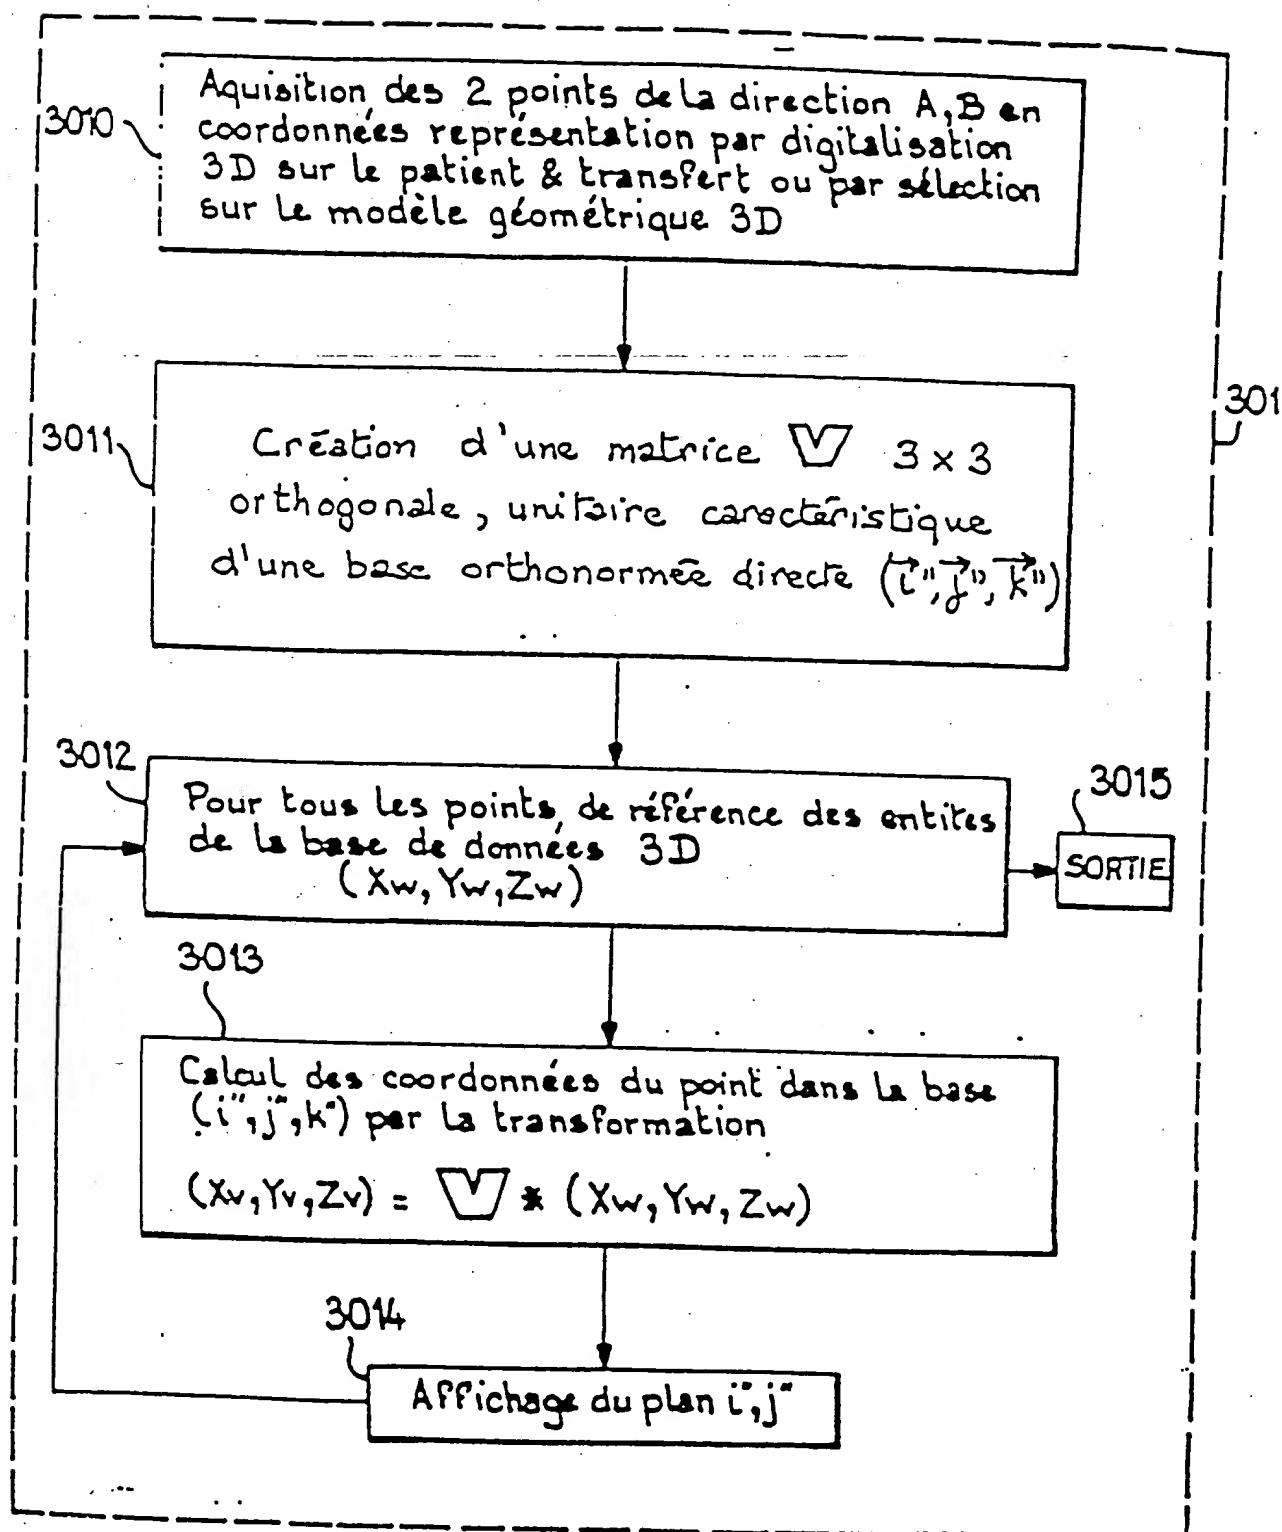 Aquisition des 2 points de la direction A, B en
coordonnées représentation par digitalisation
3D sur le patient & transfert ou par sélection
sur le modèle géométrique 3D
3010
301
3011
Création d'une matrice V 3 x 3
orthogonale, unitaire caractéristique
d'une base orthonormée directe (i", j", k")
3012
Pour tous les points de référence des entites
de la base de données 3D
(Xw, Yw, Zw)
3015
SORTIE
3013
Calcul des coordonnées du point dans la base
(i", j", k") par la transformation
(Xv, Yv, Zv) = V * (Xw, Yw, Zw)
3014
Affichage du plan i", j"